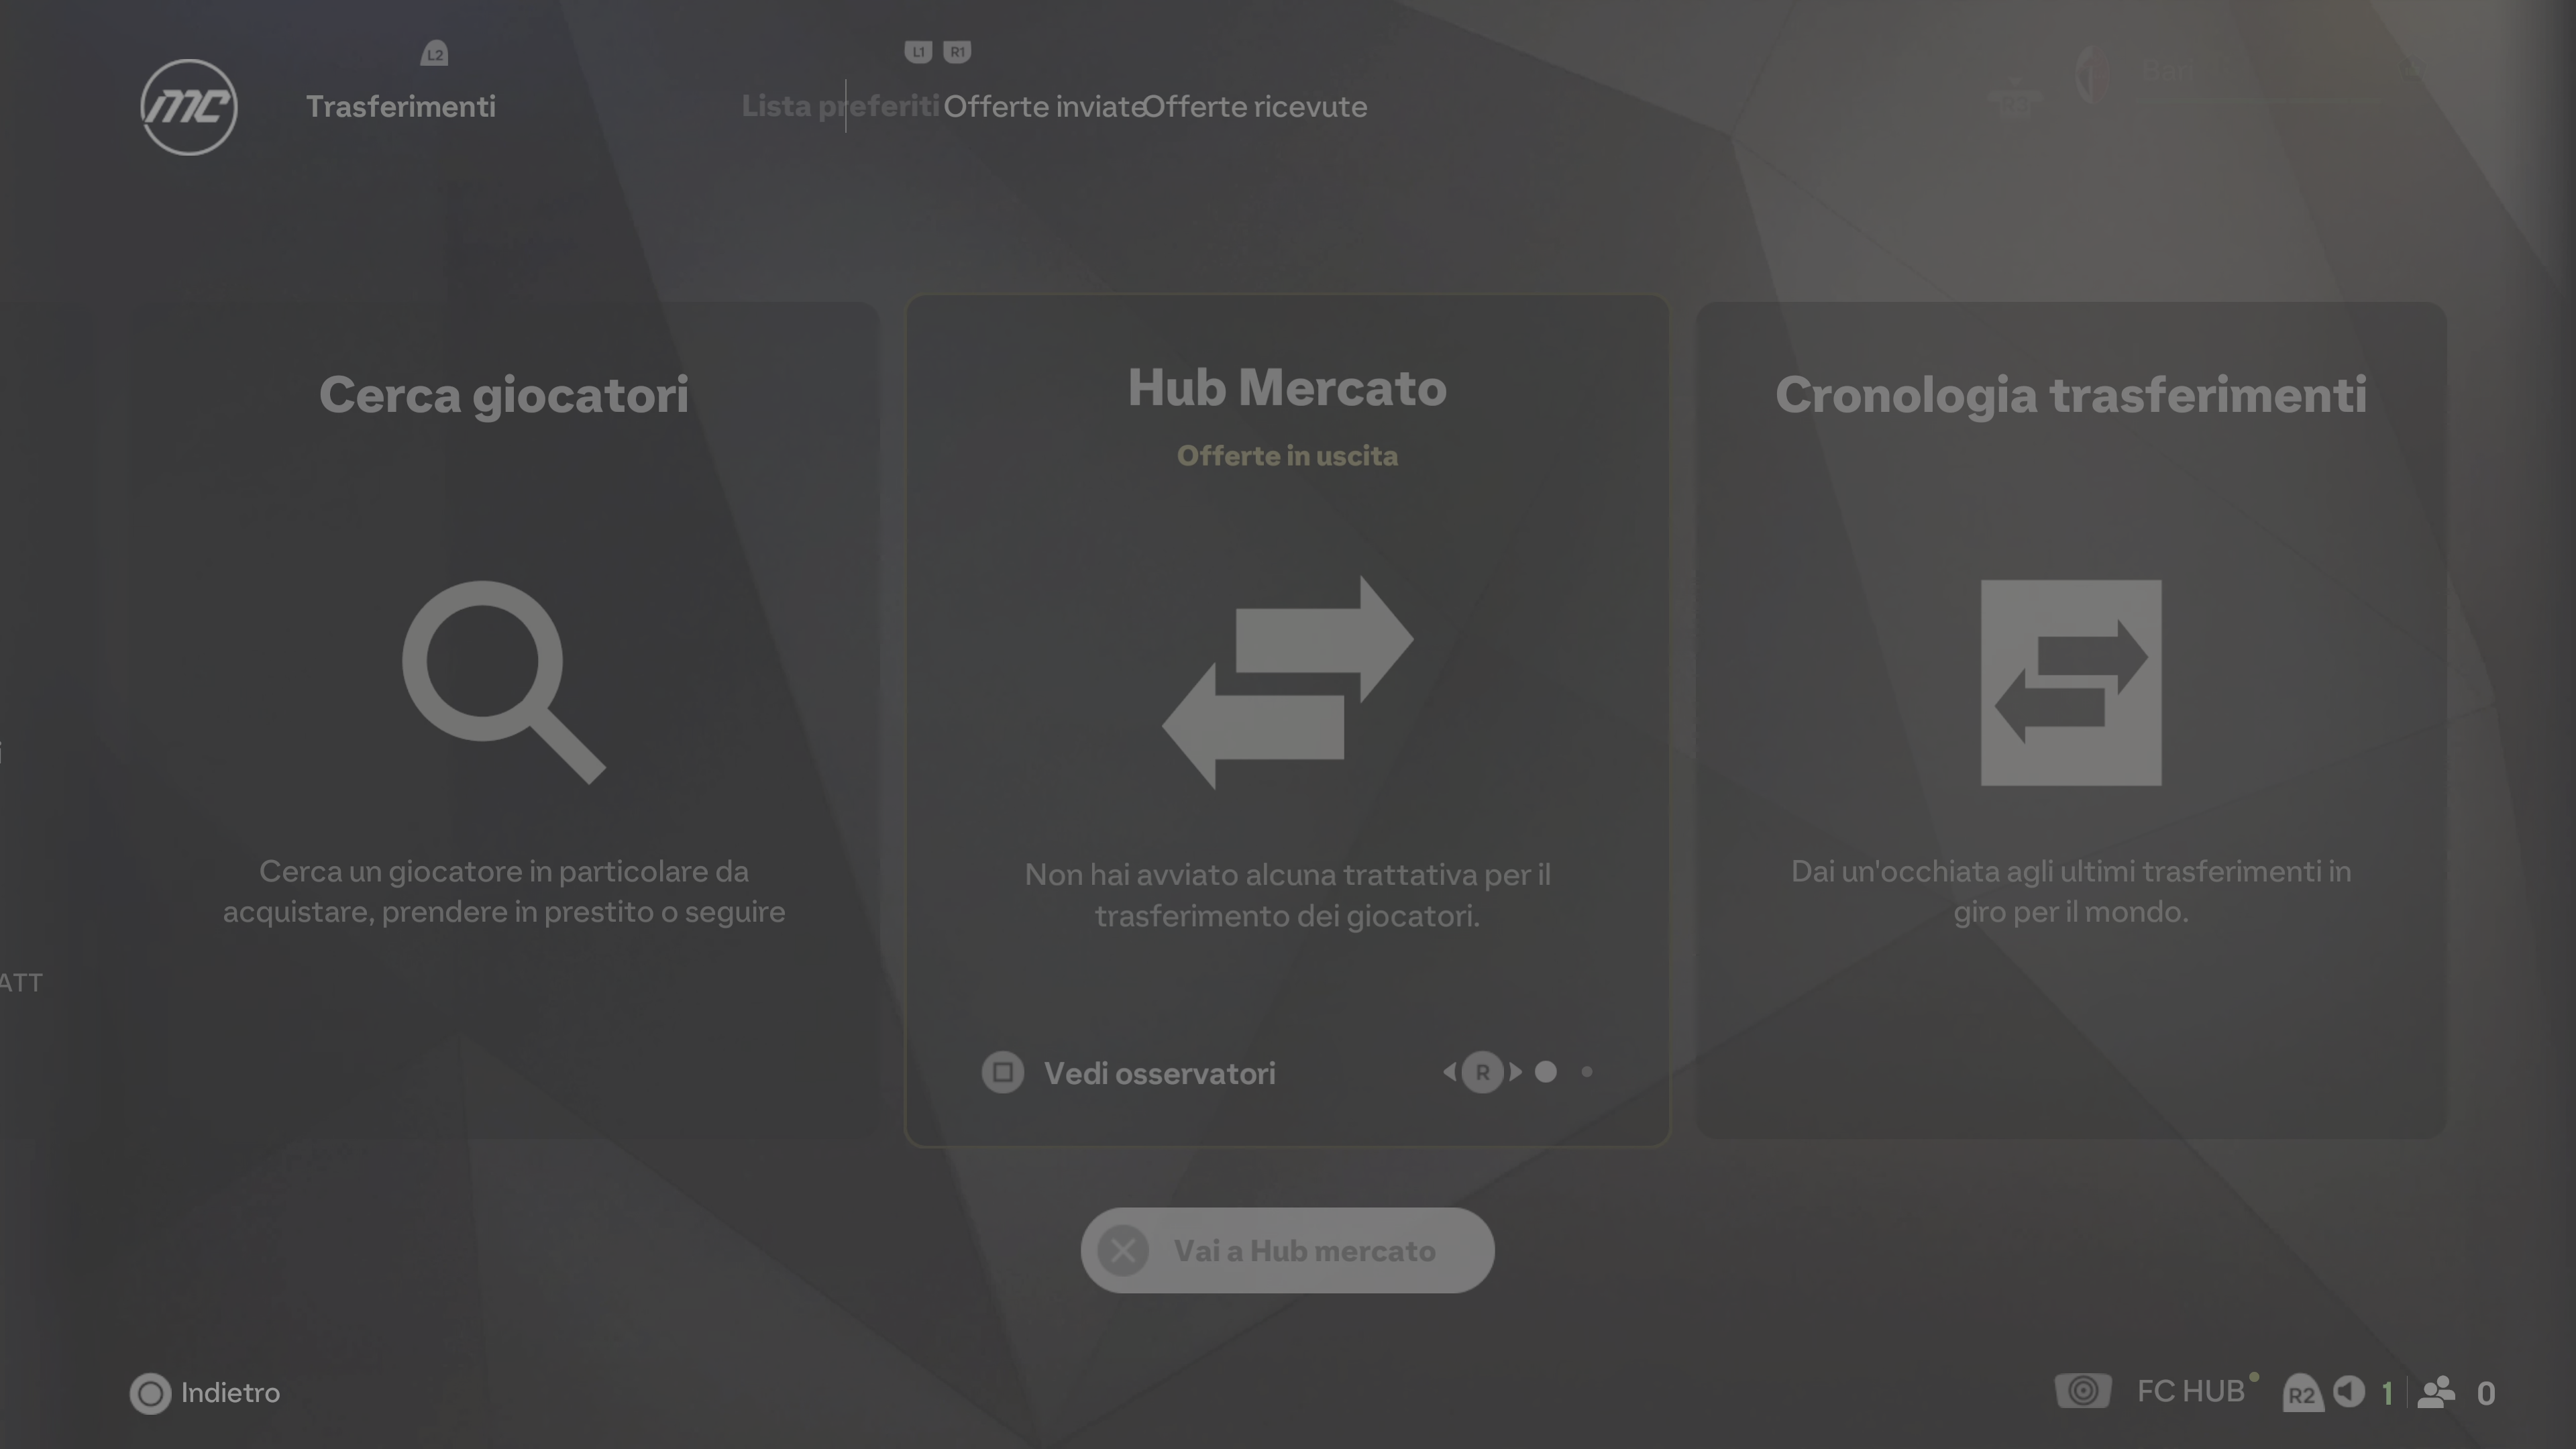 L2
L1 R1
MC
Trasferimenti
Lista preferiti
Offerte inviate
Offerte ricevute
Bari
Cerca giocatori
Cerca un giocatore in particolare da
acquistare, prendere in prestito o seguire
Hub Mercato
Offerte in uscita
Non hai avviato alcuna trattativa per il
trasferimento dei giocatori.
Vedi osservatori
R
Cronologia trasferimenti
Dai un'occhiata agli ultimi trasferimenti in
giro per il mondo.
i
ATT
Vai a Hub mercato
Indietro
FC HUB
R2
1
0